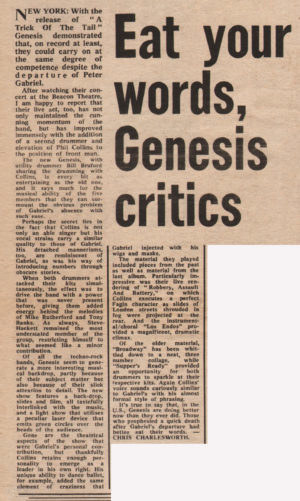 Eat your
words,
Genesis
critics
NEW YORK: With the
release of "A
Trick Of The Tail"
Genesis demonstrated
that, on record at least,
they could carry on at
the same degree of
competence despite the
departure of Peter
Gabriel.
After watching their con-
cert at the Beacon Theatre,
I am happy to report that
their live act, too, has not
only maintained the run-
ning momentum of the
band, but has improved
immensely with the addition
of a second drummer and
elevation of Phil Collins to
the position of front man.
The new Genesis, with
utility drummer Bill Bruford
sharing the drumming with
Collins, is every bit as
entertaining as the old one,
and it says much for the
musical ability of the five
members that they can sur-
mount the obvious problem
of Gabriel's absence with
such ease.
Perhaps the secret lies in
the fact that Collins is not
only an able singer but his
vocal strains carry a similar
quality to those of Gabriel.
His detached mannerisms,
too, are reminiscent of
Gabriel, as was his way of
introducing numbers through
obscure stories.
When both drummers at-
tacked their kits simul-
taneously, the effect was to
drive the band with a power
that was never present
before, giving them added
energy behind the melodies
of Mike Rutherford and Tony
Banks. As always, Steve
Hackett remained the most
understated member of the
group, restricting himself to
what seemed like a minor
contribution.
Of all the techno-rock
bands, Genesis seem to gene-
rate a more interesting musi-
cal backdrop, partly because
of their subject matter but
also because of their slick
attention to detail. The new
show features a back-drop,
slides and film, all tastefully
interlinked with the music,
and a light show that utilises
a peculiar laser device that
emits green circles over the
heads of the audience.
Gone are the theatrical
aspects of the show that
were Gabriel's personal con-
tribution, but thankfully
Collins retains enough per-
sonality to emerge as a
leader in his own right. His
unique ability to dance ballet,
for example, added the same
element of craziness that
Gabriel injected with his
wigs and masks.
The material they played
included pieces from the past
as well as material from the
last album. Particularly im-
pressive was their fine ren-
dering of "Robbery, Assault
And Battery," on which
Collins executes a perfect
Fagin character as slides of
London streets shrouded in
fog were projected at the
rear. And the instrumen-
al/choral "Los Endos" pro-
vided a magnificent, dramatic
climax.
Of the older material,
"Broadway" has been whit-
tled down to a neat, three
number collage, while
"Supper's Ready" provided
an opportunity for both
drummers to sparkle at their
respective kits. Again Collins'
voice sounds curiously similar
to Gabriel's with his almost
formal style of phrasing.
It's true to say that, in the
U.S., Genesis are doing better
now than they ever did. Those
who prophesied a quick death
after Gabriel's departure had
better eat their words. —
CHRIS CHARLESWORTH.